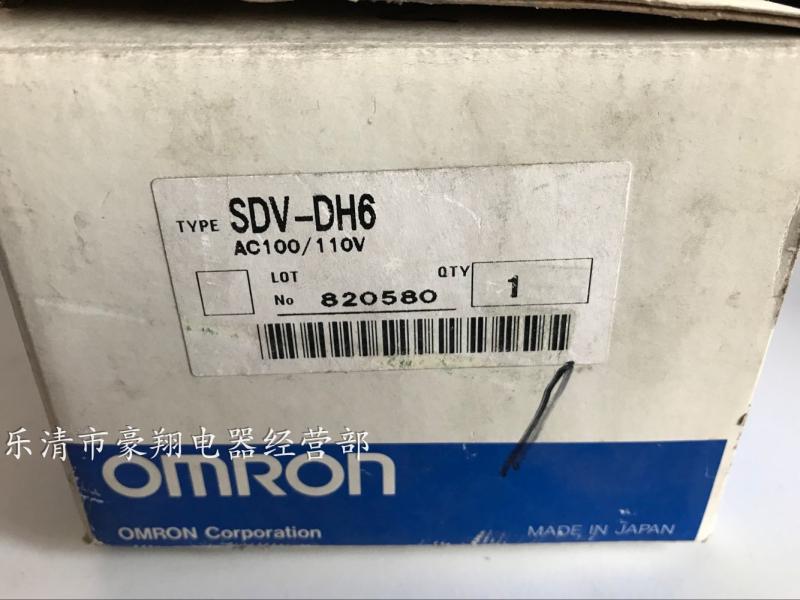 TYPE SDV-DH6
AC100/110V
LOT
No 820580
QTY 1
乐清市豪翔电器经营部
OMRON
OMRON Corporation
MADE IN JAPAN